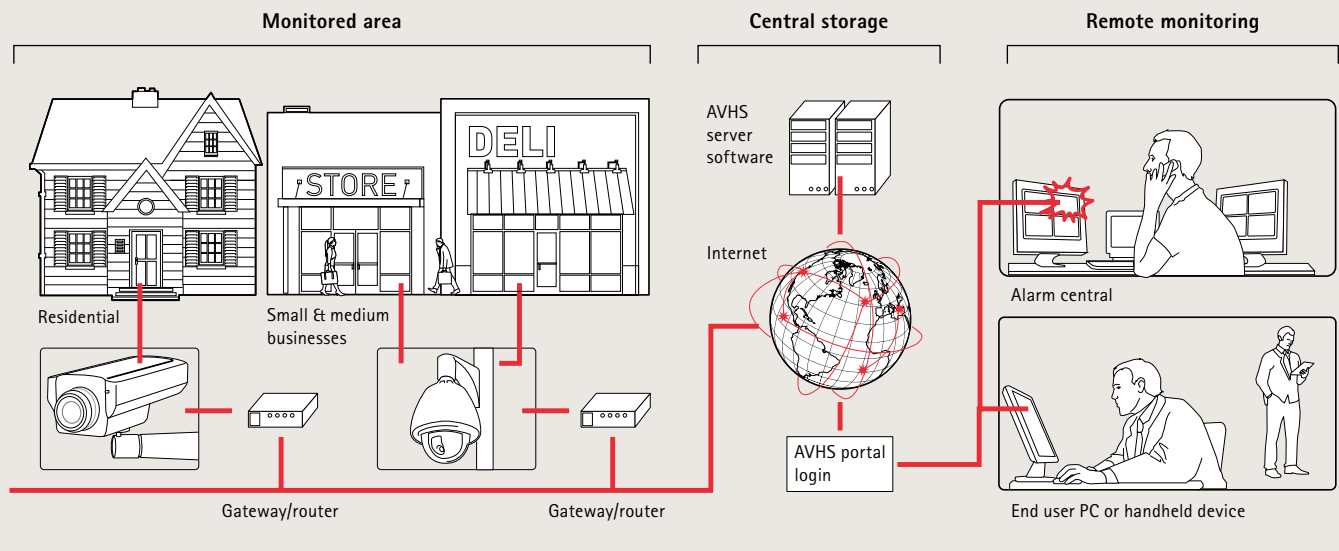 Monitored area
Central storage
Remote monitoring
DELI
STORE
AVHS
server
software
Internet
Residential
Small & medium
businesses
Alarm central
AVHS portal
login
Gateway/router
Gateway/router
End user PC or handheld device